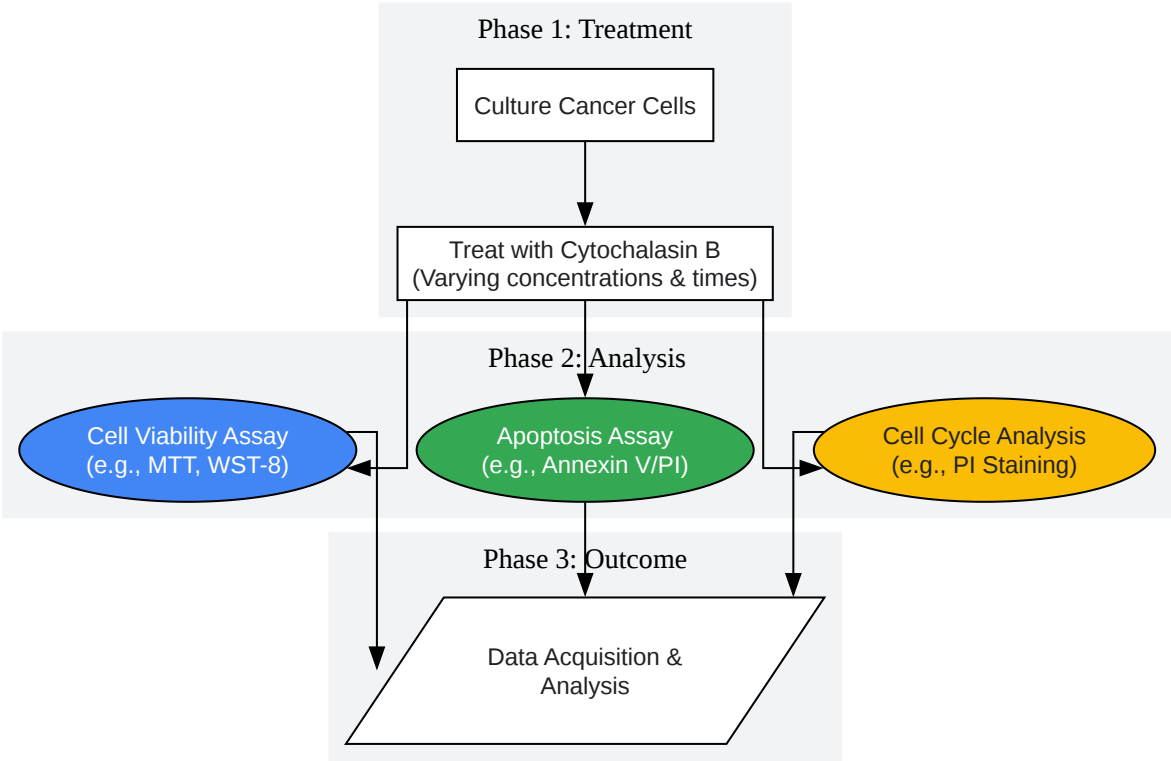 Phase 1: Treatment
Culture Cancer Cells
Treat with Cytochalasin B
(Varying concentrations & times)
Phase 2: Analysis
Cell Viability Assay
(e.g., MTT, WST-8)
Apoptosis Assay
(e.g., Annexin V/PI)
Cell Cycle Analysis
(e.g., PI Staining)
Phase 3: Outcome
Data Acquisition &
Analysis